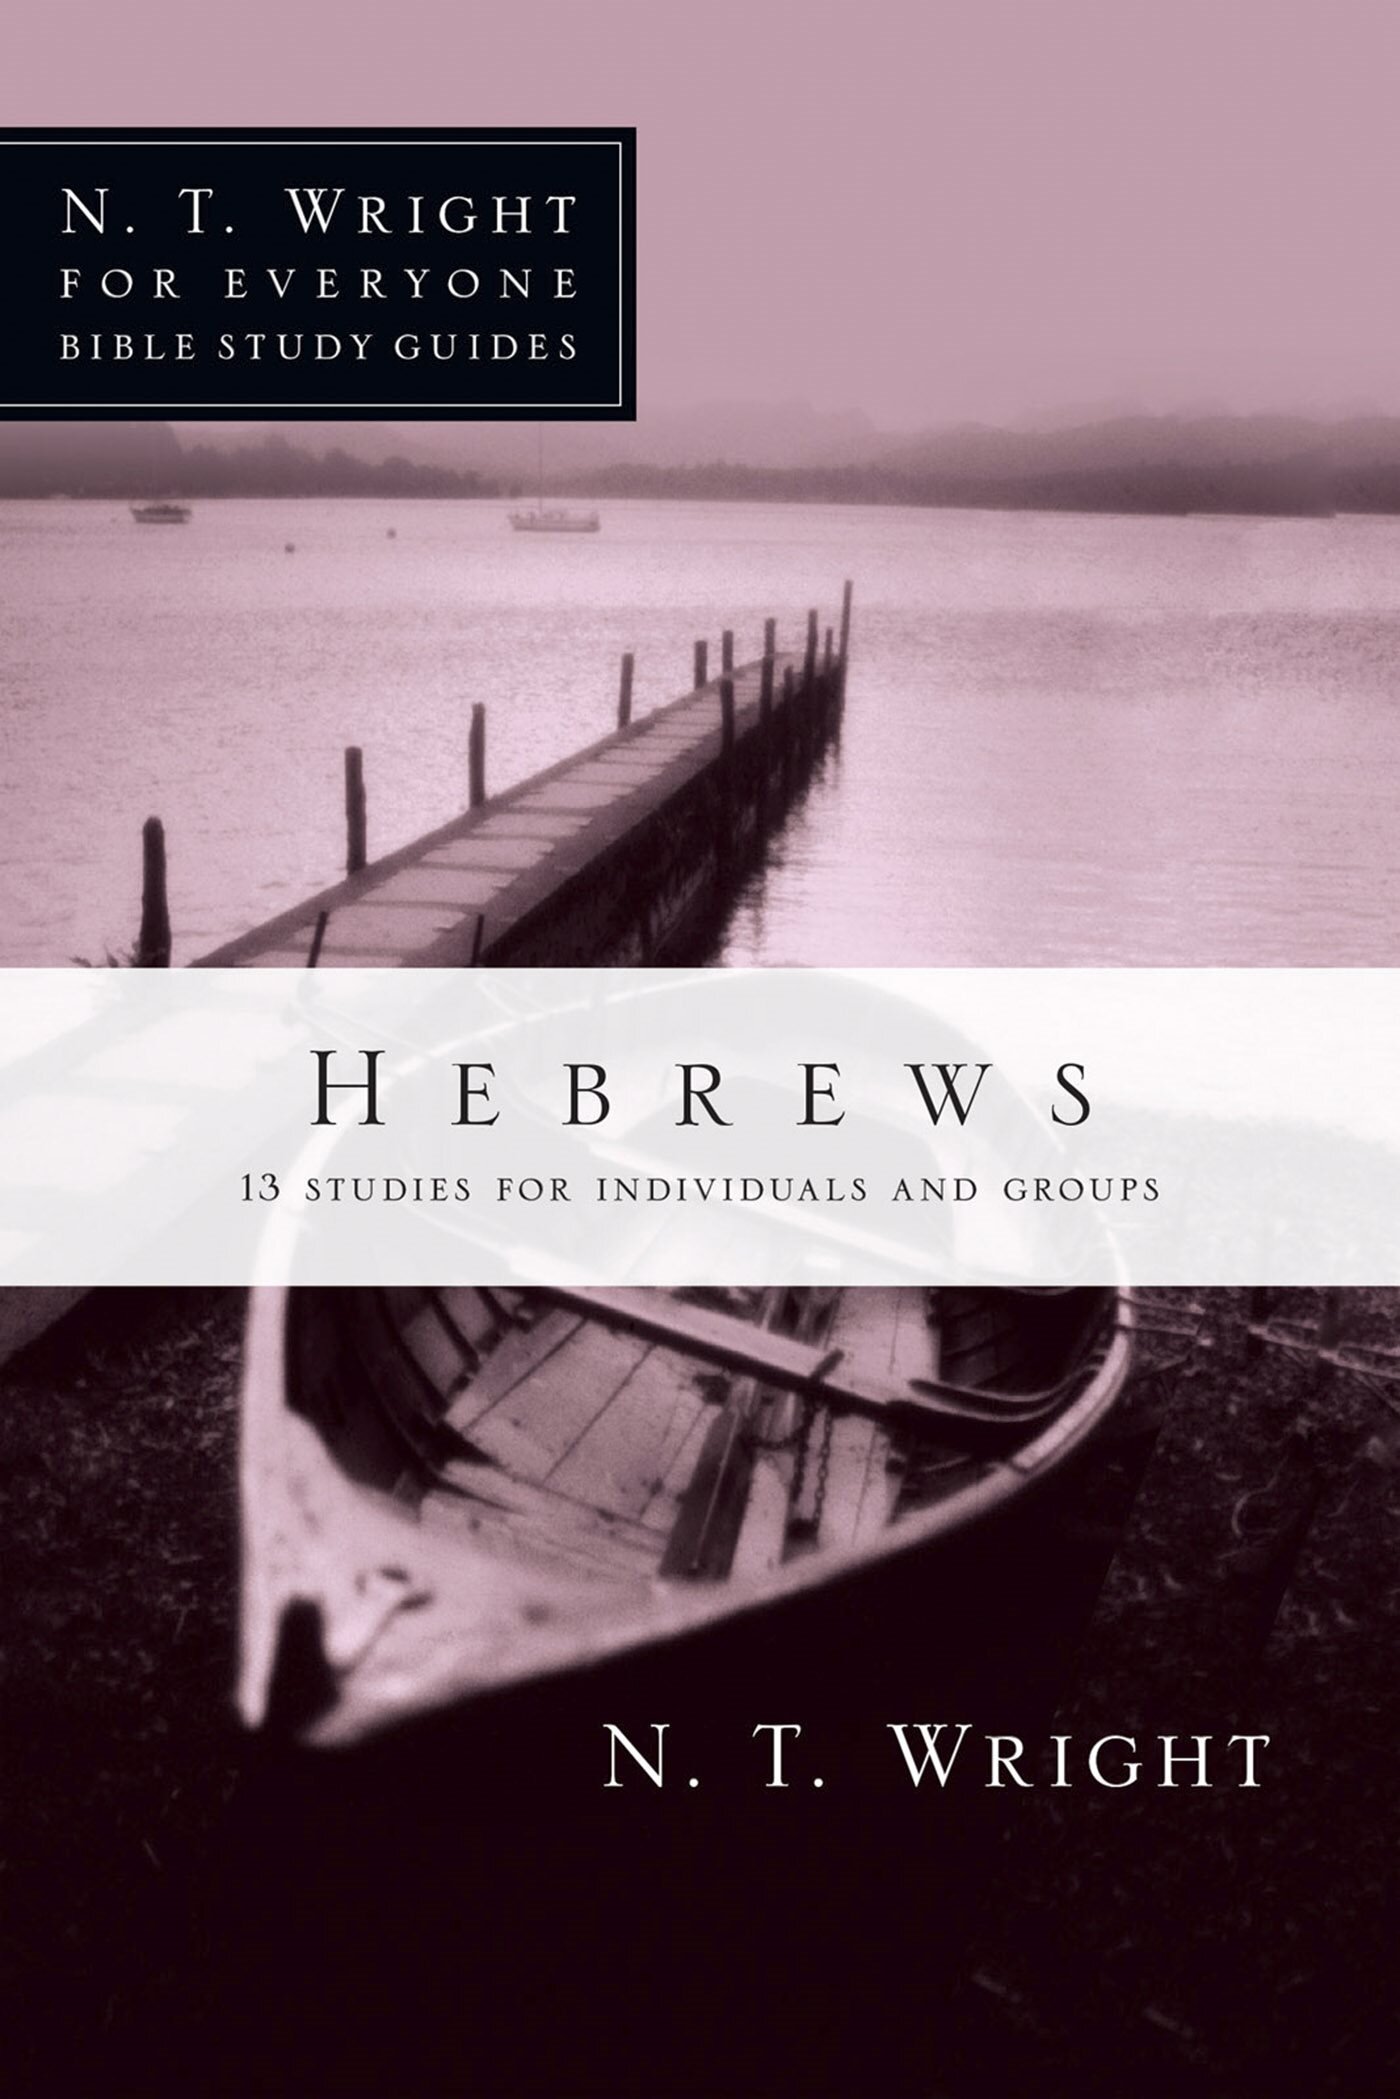 N. T. WRIGHT
FOR EVERYONE
BIBLE STUDY GUIDES
HEBREWS
13 STUDIES FOR INDIVIDUALS AND GROUPS
N. T. WRIGHT